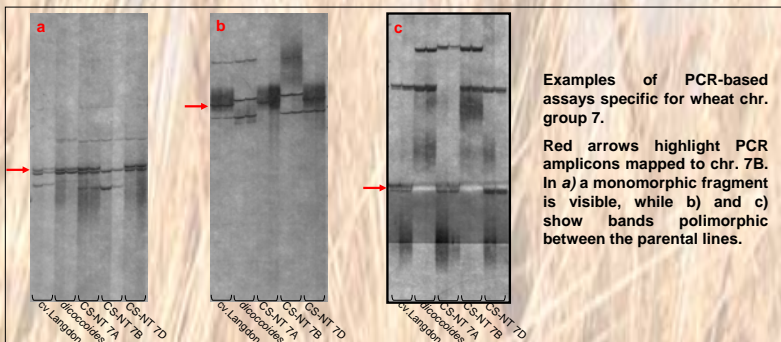 a
b
c
Examples of PCR-based
assays specific for wheat chr.
group 7.
Red arrows highlight PCR
amplicons mapped to chr. 7B.
In a) a monomorphic fragment
is visible, while b) and c)
show bands polimorphic
between the parental lines.
cv.Langdon
dicoccoides
CS-NT 7A
CS-NT 7B
CS-NT 7D
cv.Langdon
dicoccoides
CS-NT 7A
CS-NT 7B
CS-NT 7D
cv.Langdon
dicoccoides
CS-NT 7A
CS-NT 7B
CS-NT 7D